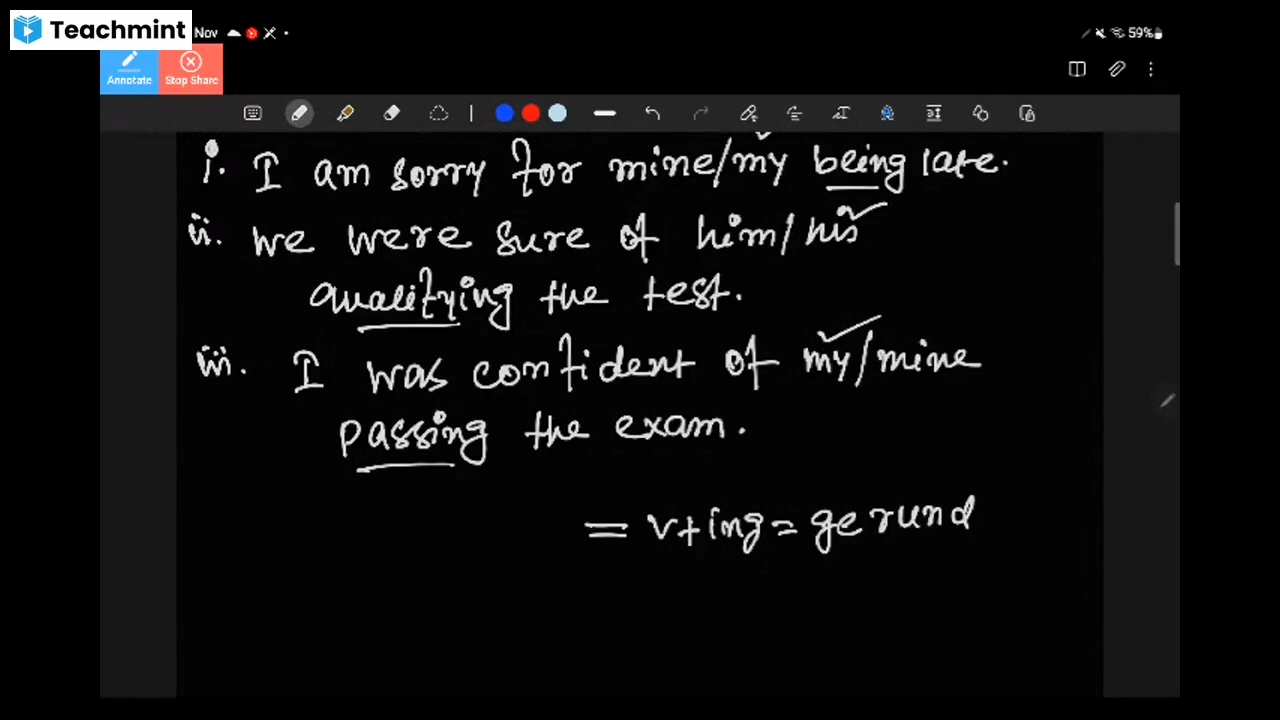 Teachmint
Nov
59%
Annotate
Stop Share
i. I am sorry for mine/my being late.
ii. we were sure of him/his
qualifying the test.
iii. I was confident of my/mine
passing the exam.
= v+ing = gerund